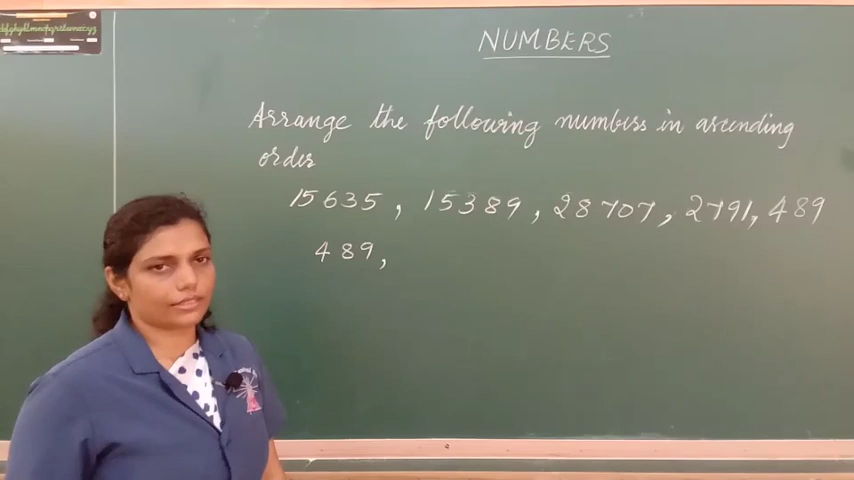 NUMBERS
Arrange the following numbers in ascending
order
15635, 15389, 28707, 2791, 489
489,